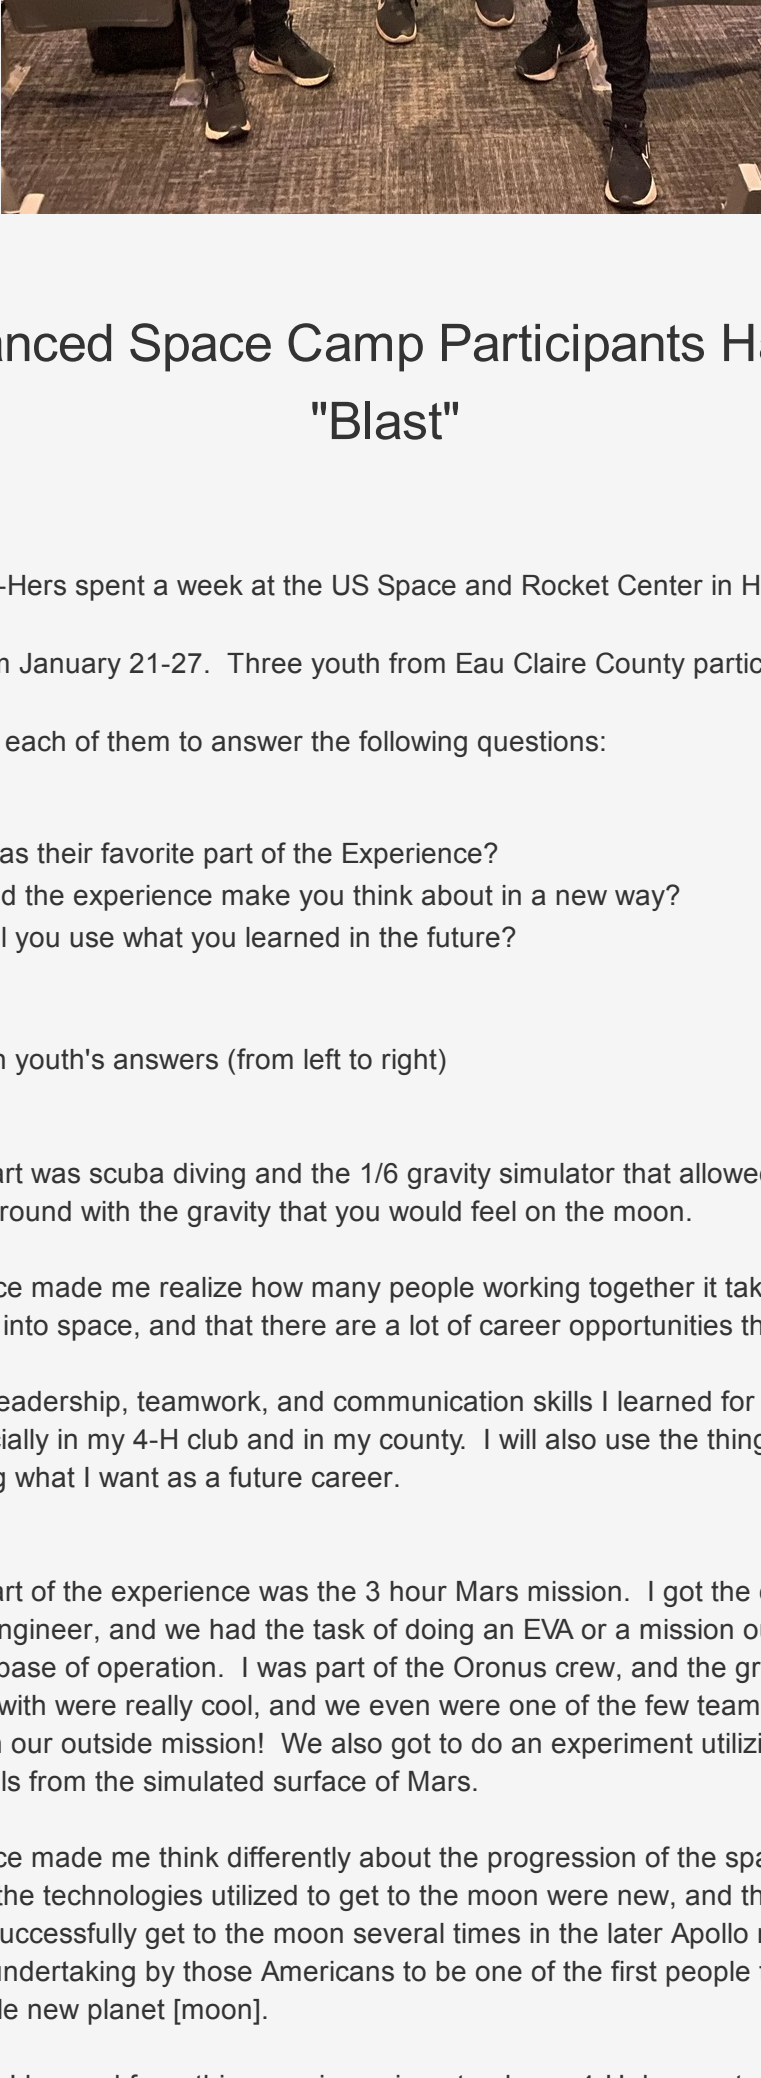 anced Space Camp Participants Ha
"Blast"
-Hers spent a week at the US Space and Rocket Center in H
m January 21-27.  Three youth from Eau Claire County partic
each of them to answer the following questions:
as their favorite part of the Experience?
d the experience make you think about in a new way?
l you use what you learned in the future?
h youth's answers (from left to right)
art was scuba diving and the 1/6 gravity simulator that allowe
round with the gravity that you would feel on the moon.
ce made me realize how many people working together it tak
into space, and that there are a lot of career opportunities th
eadership, teamwork, and communication skills I learned for
cially in my 4-H club and in my county.  I will also use the thing
g what I want as a future career.
art of the experience was the 3 hour Mars mission.  I got the
ngineer, and we had the task of doing an EVA or a mission ou
base of operation.  I was part of the Oronus crew, and the gr
with were really cool, and we even were one of the few team
n our outside mission!  We also got to do an experiment utilizi
ls from the simulated surface of Mars.
ce made me think differently about the progression of the spa
the technologies utilized to get to the moon were new, and th
uccessfully get to the moon several times in the later Apollo
undertaking by those Americans to be one of the first people
le new planet [moon].